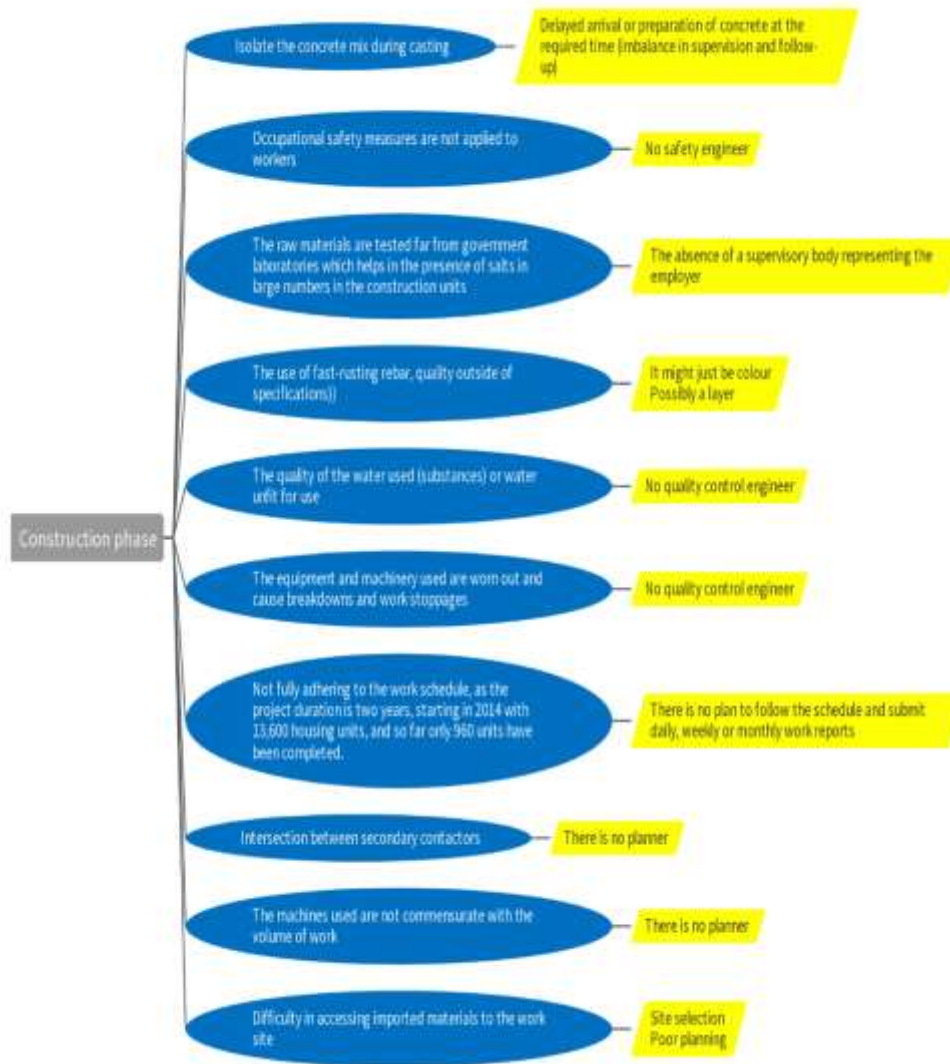 Isolate the concrete mix during casting
Delayed arrival or preparation of concrete at the
required time (imbalance in supervision and follow-
up)
Occupational safety measures are not applied to
workers
No safety engineer
The raw materials are tested far from government
laboratories which helps in the presence of salts in
large numbers in the construction units
The absence of a supervisory body representing the
employer
The use of fast-rusting rebar, quality outside of
specifications))
It might just be colour
Possibly a layer
The quality of the water used (substances) or water
unfit for use
No quality control engineer
Construction phase
The equipment and machinery used are worn out and
cause breakdowns and work stoppages
No quality control engineer
Not fully adhering to the work schedule, as the
project duration is two years, starting in 2014 with
13,600 housing units, and so far only 960 units have
been completed.
There is no plan to follow the schedule and submit
daily, weekly or monthly work reports
Intersection between secondary contactors
There is no planner
The machines used are not commensurate with the
volume of work
There is no planner
Difficulty in accessing imported materials to the work
site
Site selection
Poor planning